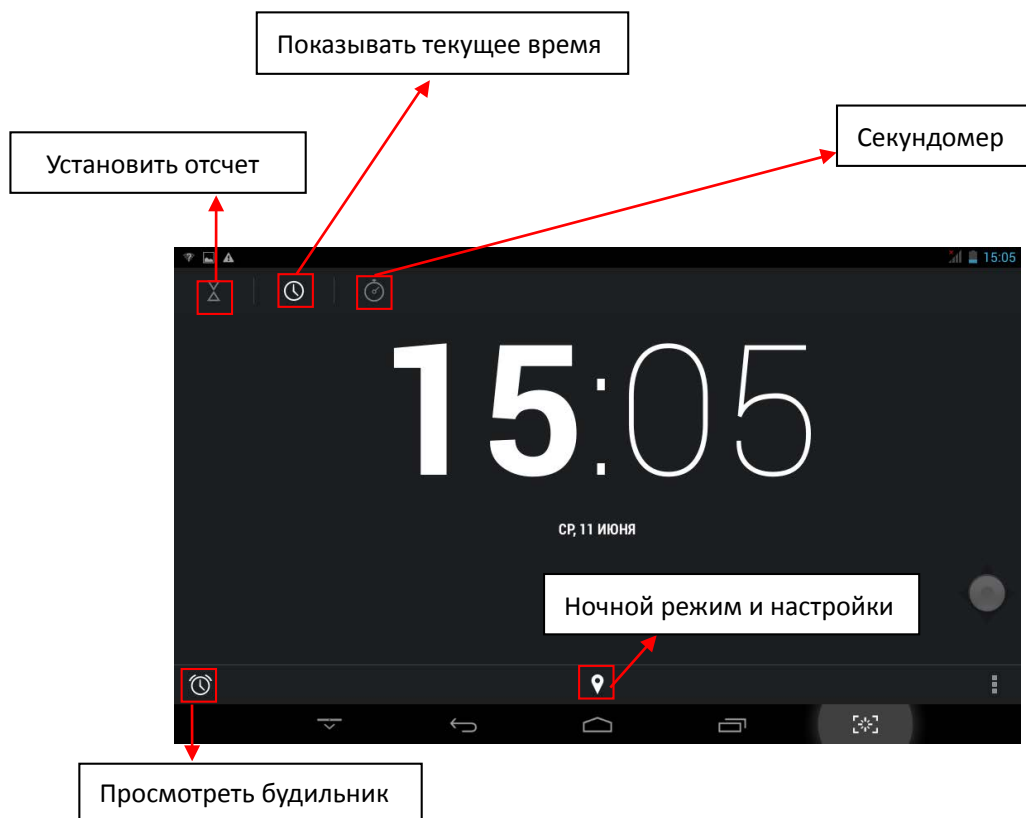 Показывать текущее время
Секундомер
Установить отсчет
15:05
15:05
СР, 11 ИЮНЯ
Ночной режим и настройки
Просмотреть будильник